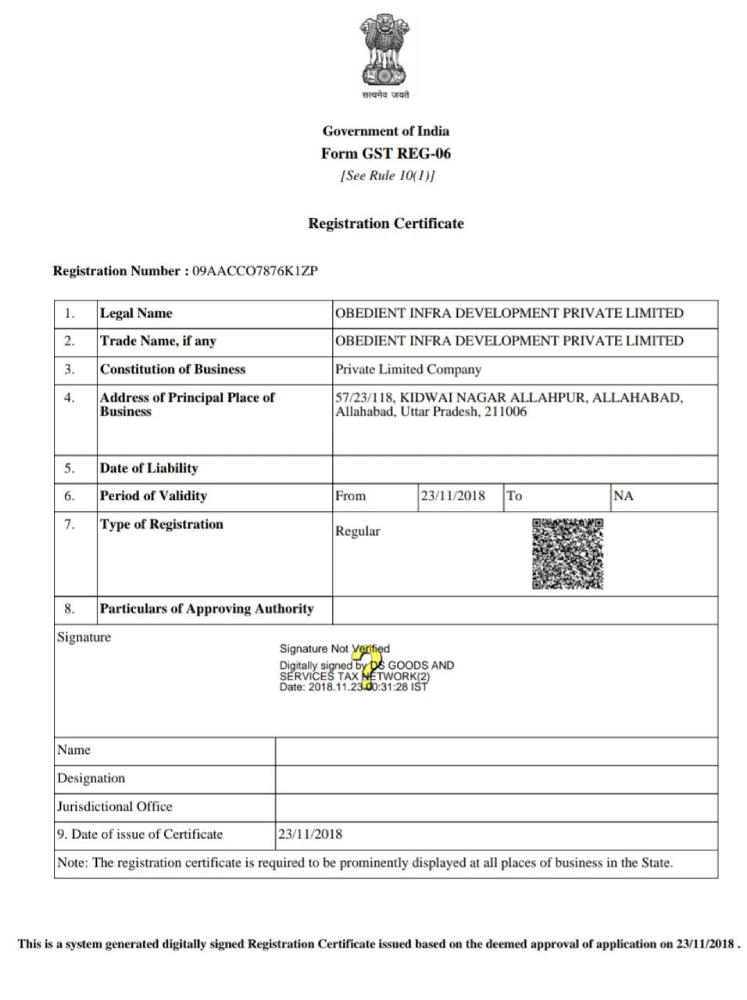 सत्यमेव जयते
Government of India
Form GST REG-06
[See Rule 10(1)]
Registration Certificate
Registration Number : 09AACCO7876K1ZP
1. Legal Name OBEDIENT INFRA DEVELOPMENT PRIVATE LIMITED
2. Trade Name, if any OBEDIENT INFRA DEVELOPMENT PRIVATE LIMITED
3. Constitution of Business Private Limited Company
4. Address of Principal Place of 57/23/118, KIDWAI NAGAR ALLAHPUR, ALLAHABAD,
Business Allahabad, Uttar Pradesh, 211006
5. Date of Liability
6. Period of Validity From 23/11/2018 To NA
7. Type of Registration Regular
8. Particulars of Approving Authority
Signature
Signature Not Verified
Digitally signed by DS GOODS AND
SERVICES TAX NETWORK(2)
Date: 2018.11.23 00:31:28 IST
Name
Designation
Jurisdictional Office
9. Date of issue of Certificate 23/11/2018
Note: The registration certificate is required to be prominently displayed at all places of business in the State.
This is a system generated digitally signed Registration Certificate issued based on the deemed approval of application on 23/11/2018 .